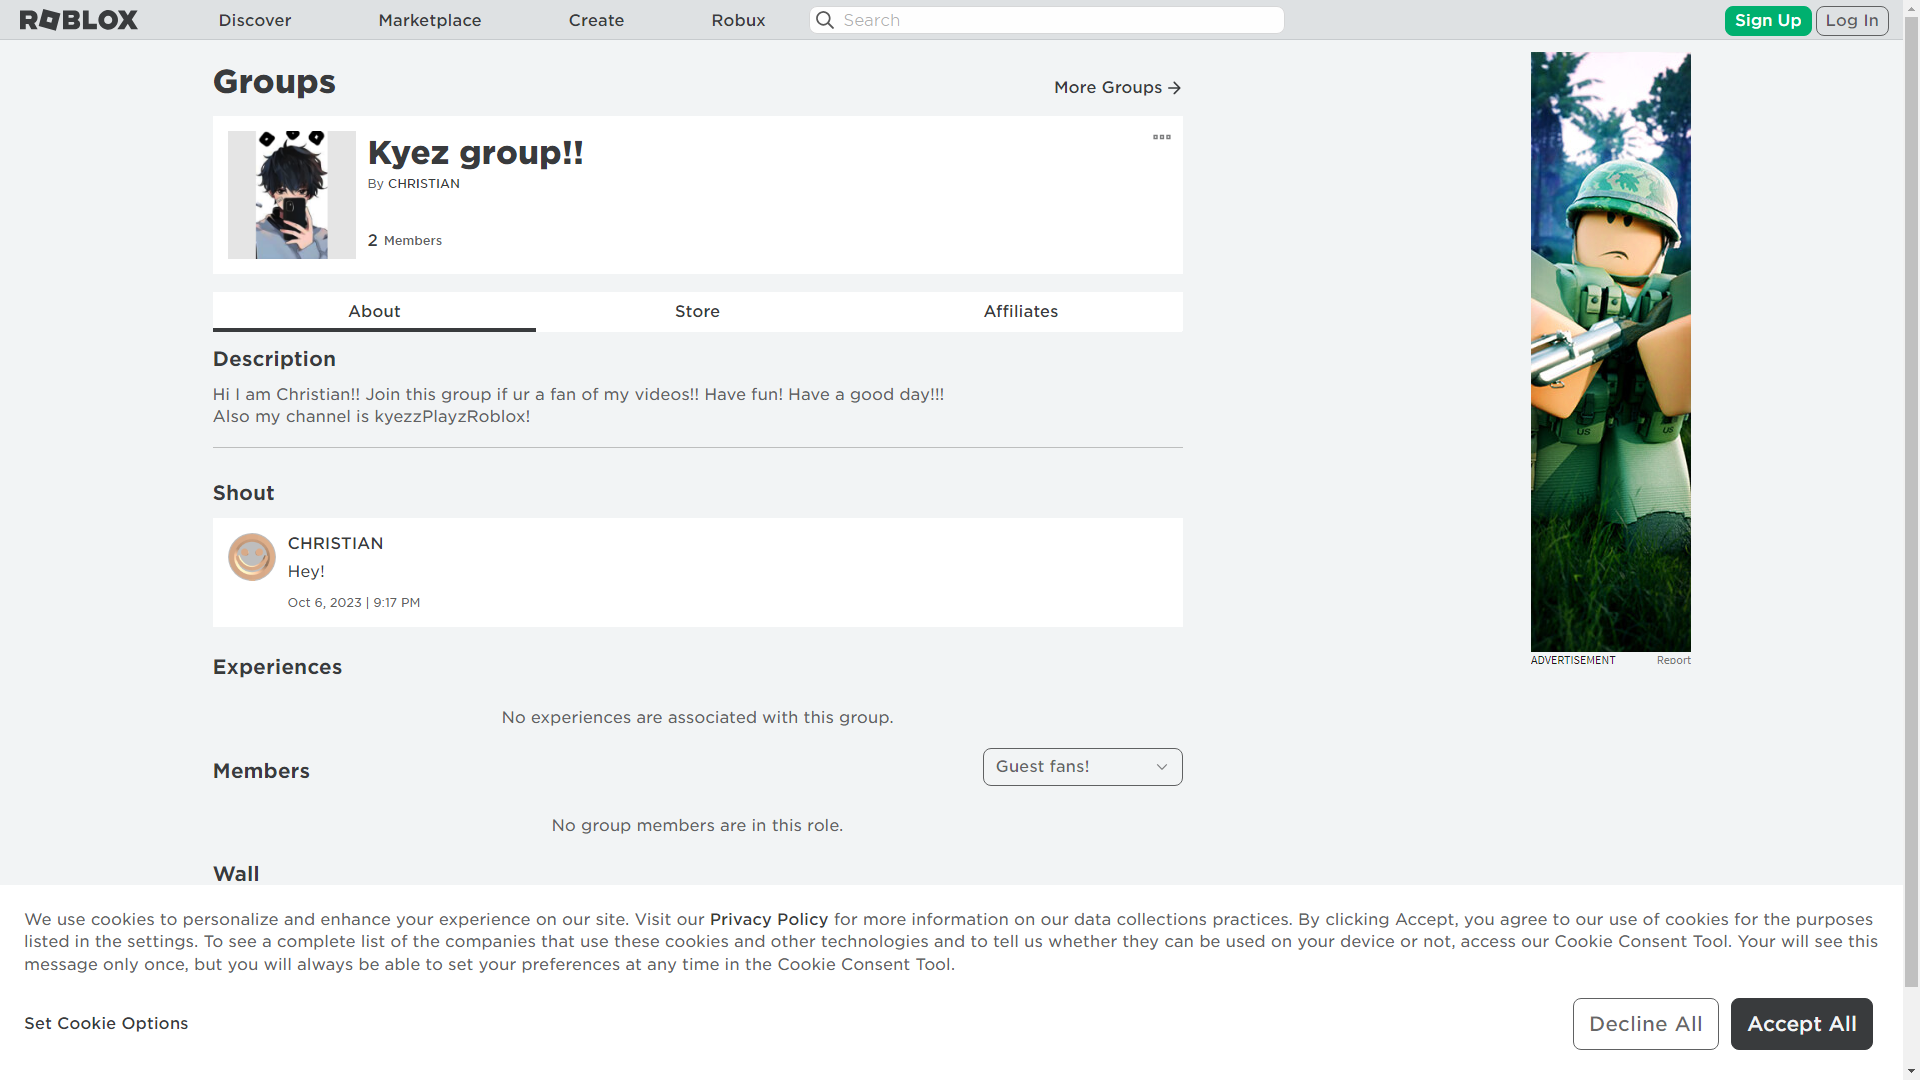 ROBLOX
Discover
Marketplace
Create
Robux
Search
Sign Up
Log In
Groups
More Groups
Kyez group!!
By CHRISTIAN
2 Members
About
Store
Affiliates
Description
Hi I am Christian!! Join this group if ur a fan of my videos!! Have fun! Have a good day!!!
Also my channel is kyezzPlayzRoblox!
Shout
CHRISTIAN
Hey!
Oct 6, 2023 | 9:17 PM
US
US
ADVERTISEMENT
Report
Experiences
No experiences are associated with this group.
Members
Guest fans!
No group members are in this role.
Wall
We use cookies to personalize and enhance your experience on our site. Visit our Privacy Policy for more information on our data collections practices. By clicking Accept, you agree to our use of cookies for the purposes
listed in the settings. To see a complete list of the companies that use these cookies and other technologies and to tell us whether they can be used on your device or not, access our Cookie Consent Tool. Your will see this
message only once, but you will always be able to set your preferences at any time in the Cookie Consent Tool.
Set Cookie Options
Decline All
Accept All